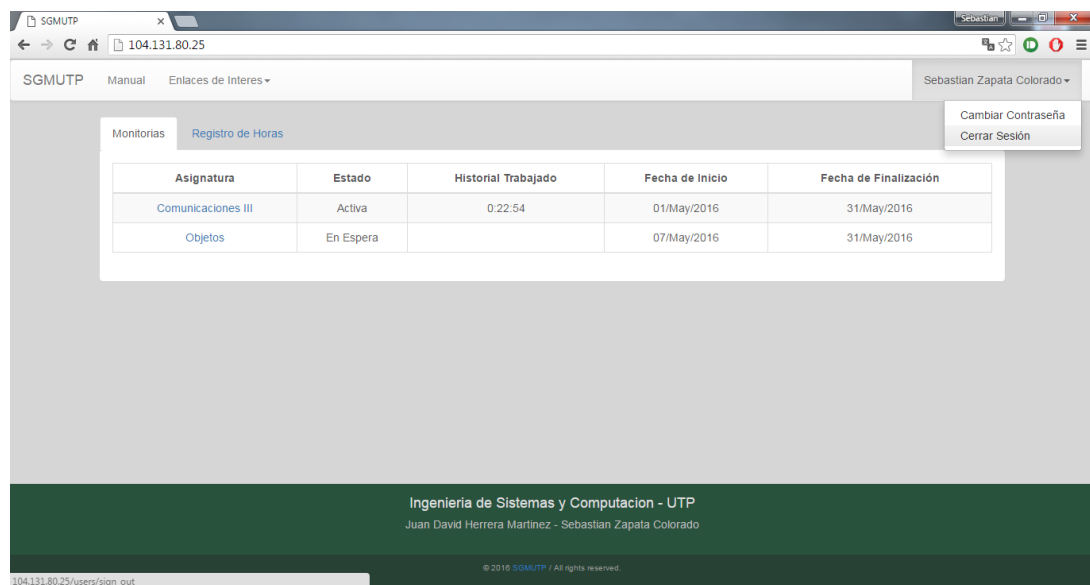 SGMUTP
Sebastian
104.131.80.25
SGMUTP Manual Enlaces de Interes Sebastian Zapata Colorado
Cambiar Contraseña
Cerrar Sesión
Monitorias Registro de Horas
Asignatura Estado Historial Trabajado Fecha de Inicio Fecha de Finalización
Comunicaciones III Activa 0:22:54 01/May/2016 31/May/2016
Objetos En Espera 07/May/2016 31/May/2016
Ingenieria de Sistemas y Computacion - UTP
Juan David Herrera Martinez - Sebastian Zapata Colorado
© 2016 SGMUTP / All rights reserved.
104.131.80.25/users/sign_out